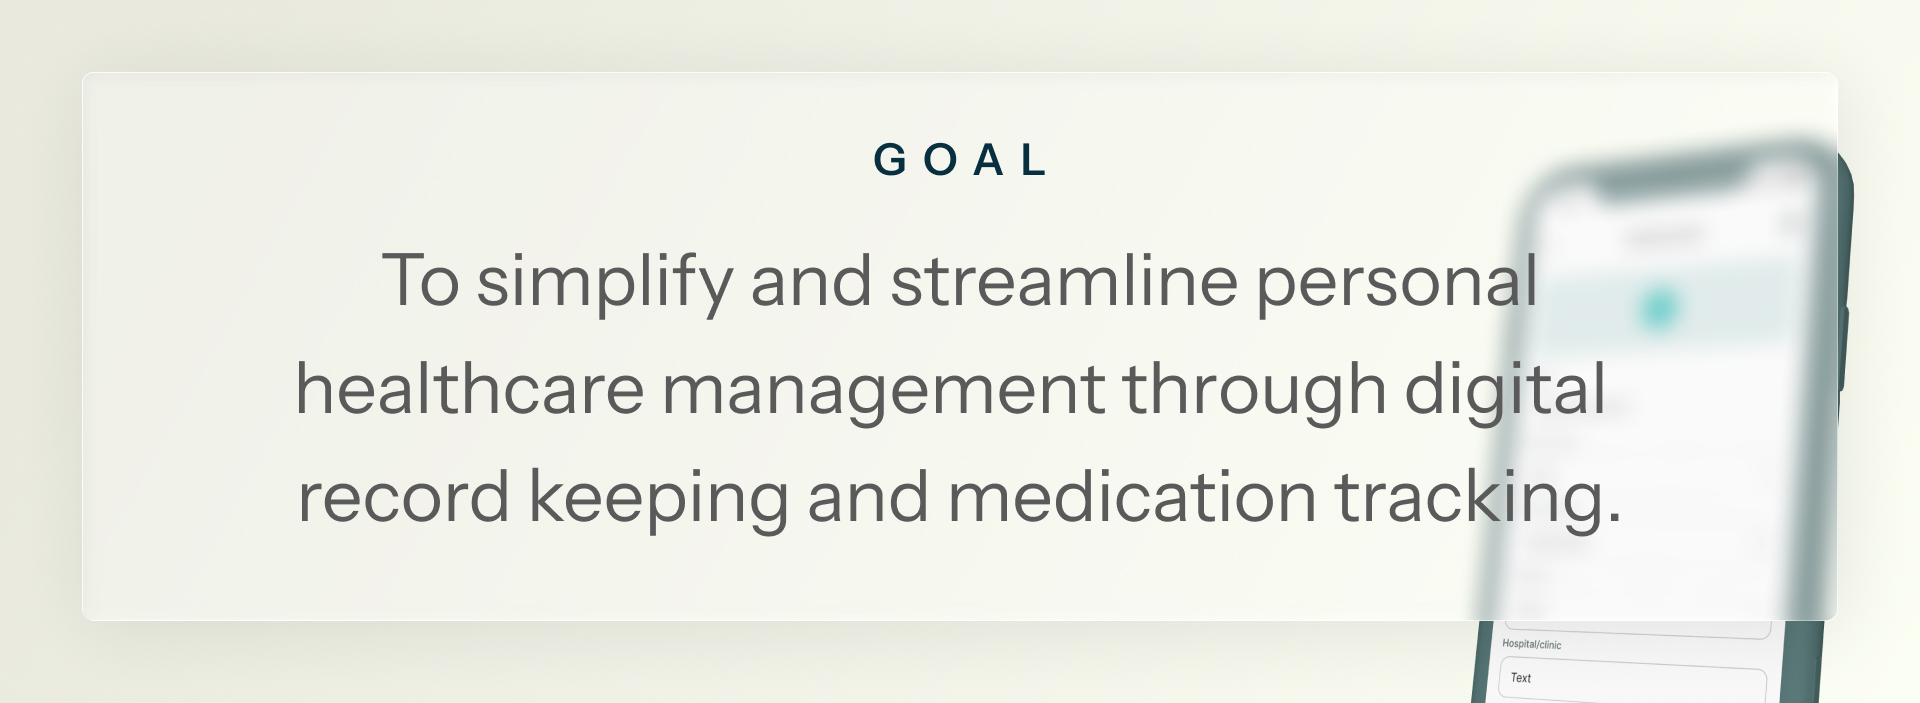 GOAL
To simplify and streamline personal
healthcare management through digital
record keeping and medication tracking.
Hospital/clinic
Text